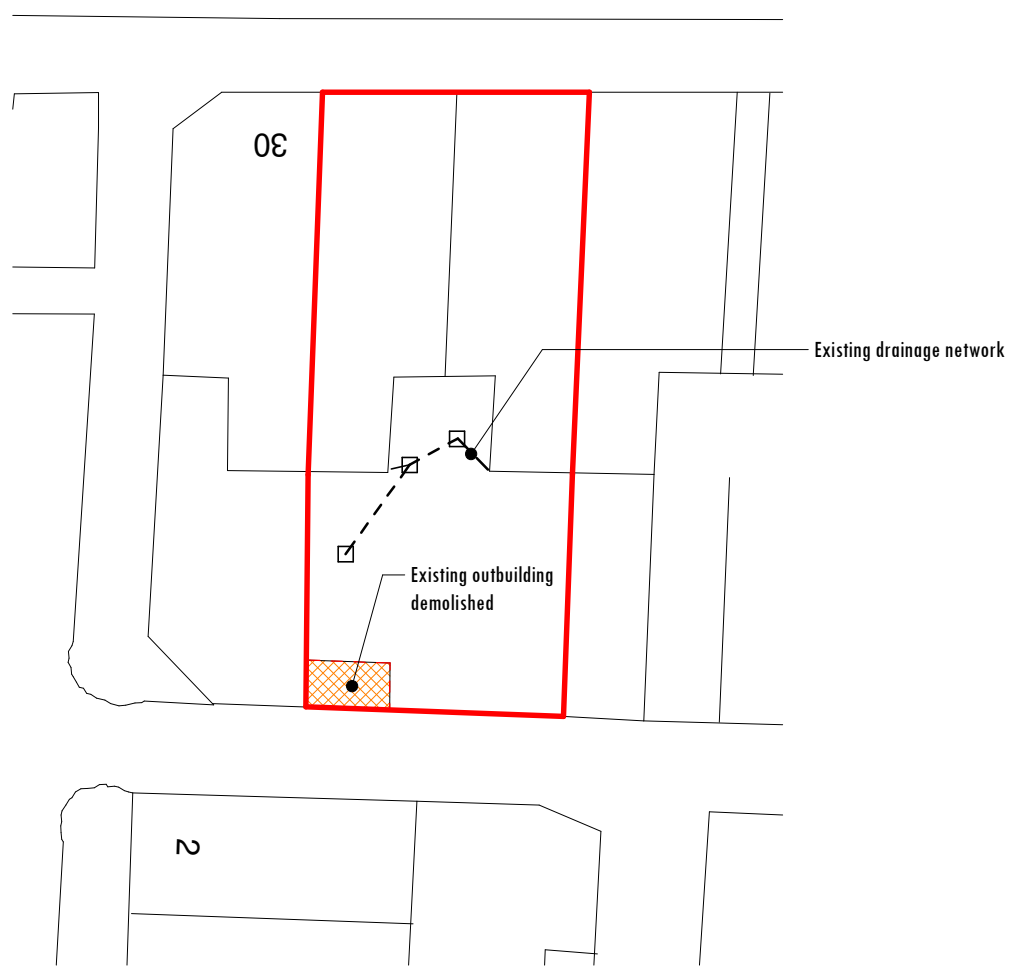 30
Existing drainage network
Existing outbuilding
demolished
2